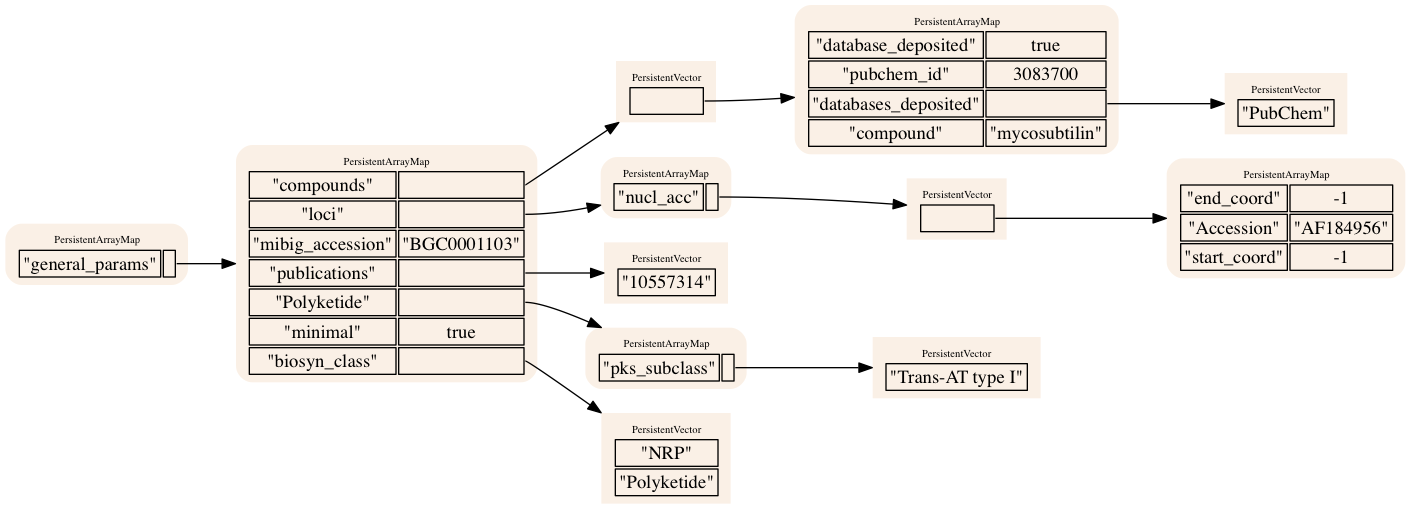 PersistentArrayMap
"general_params"
PersistentArrayMap
"compounds"
"loci"
"mibig_accession" "BGC0001103"
"publications"
"Polyketide"
"minimal" true
"biosyn_class"
PersistentVector
PersistentArrayMap
"database_deposited" true
"pubchem_id" 3083700
"databases_deposited"
"compound" "mycosubtilin"
PersistentVector
"PubChem"
PersistentArrayMap
"nucl_acc"
PersistentVector
PersistentArrayMap
"end_coord" -1
"Accession" "AF184956"
"start_coord" -1
PersistentVector
"10557314"
PersistentArrayMap
"pks_subclass"
PersistentVector
"Trans-AT type I"
PersistentVector
"NRP"
"Polyketide"